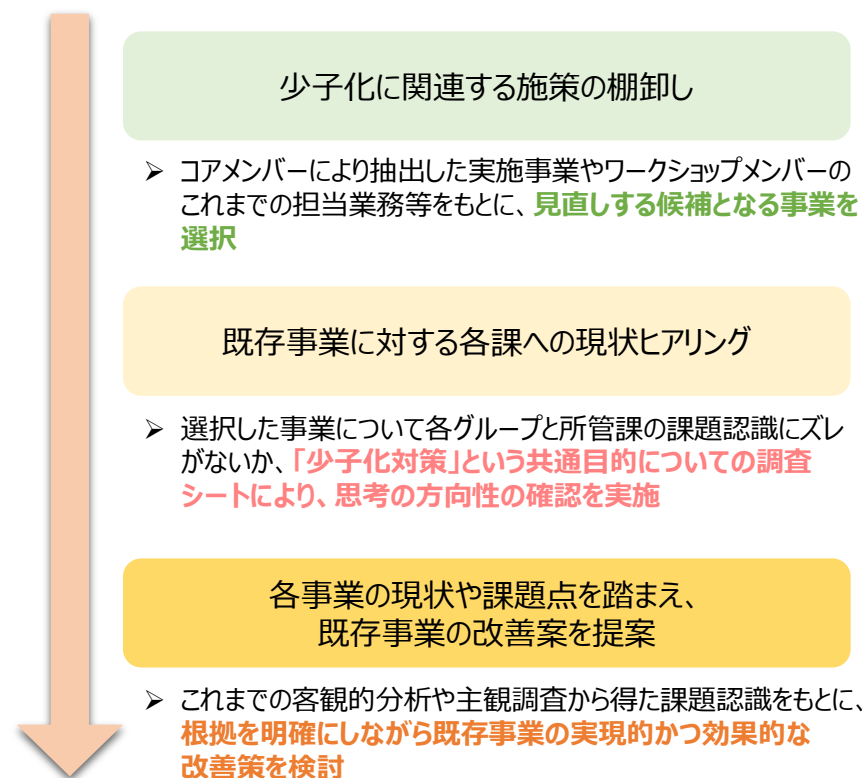 少子化に関連する施策の棚卸し
➢ コアメンバーにより抽出した実施事業やワークショップメンバーの
これまでの担当業務等をもとに、見直しする候補となる事業を
選択
既存事業に対する各課への現状ヒアリング
➢ 選択した事業について各グループと所管課の課題認識にズレ
がないか、「少子化対策」という共通目的についての調査
シートにより、思考の方向性の確認を実施
各事業の現状や課題点を踏まえ、
既存事業の改善案を提案
➢ これまでの客観的分析や主観調査から得た課題認識をもとに、
根拠を明確にしながら既存事業の実現的かつ効果的な
改善策を検討